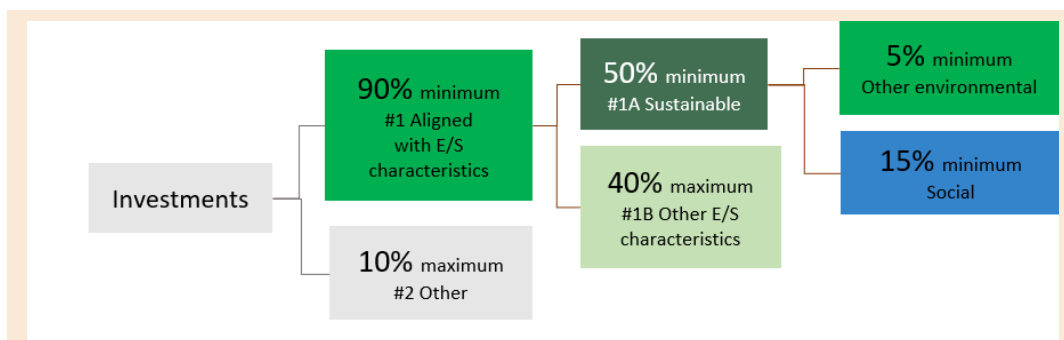 Investments
90% minimum
#1 Aligned
with E/S
characteristics
10% maximum
#2 Other
50% minimum
#1A Sustainable
40% maximum
#1B Other E/S
characteristics
5% minimum
Other environmental
15% minimum
Social